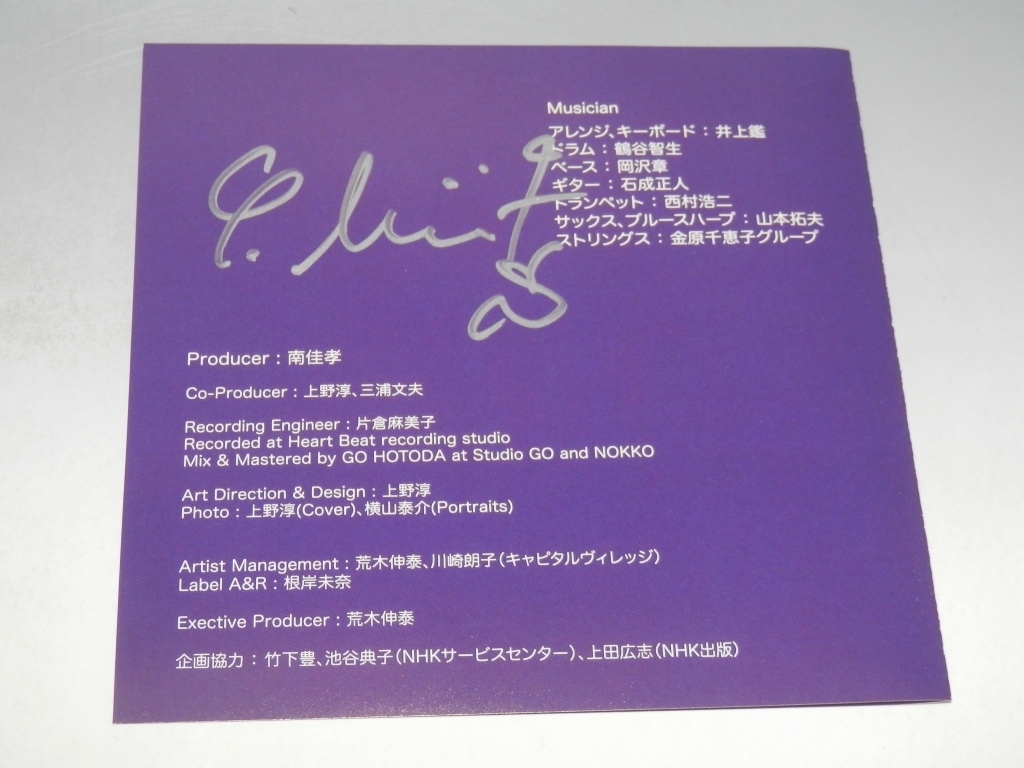 Musician
アレンジ、キーボード：井上鑑
ドラム：鶴谷智生
ベース：岡沢章
ギター：石成正人
トランペット：西村浩二
サックス、ブルースハープ：山本拓夫
ストリングス：金原千恵子グループ
Producer：南佳孝
Co-Producer：上野淳、三浦文夫
Recording Engineer：片倉麻美子
Recorded at Heart Beat recording studio
Mix & Mastered by GO HOTODA at Studio GO and NOKKO
Art Direction & Design：上野淳
Photo：上野淳(Cover)、横山泰介(Portraits)
Artist Management：荒木伸泰、川崎朗子（キャピタルヴィレッジ）
Label A&R：根岸未奈
Exective Producer：荒木伸泰
企画協力：竹下豊、池谷典子（NHKサービスセンター）、上田広志（NHK出版）